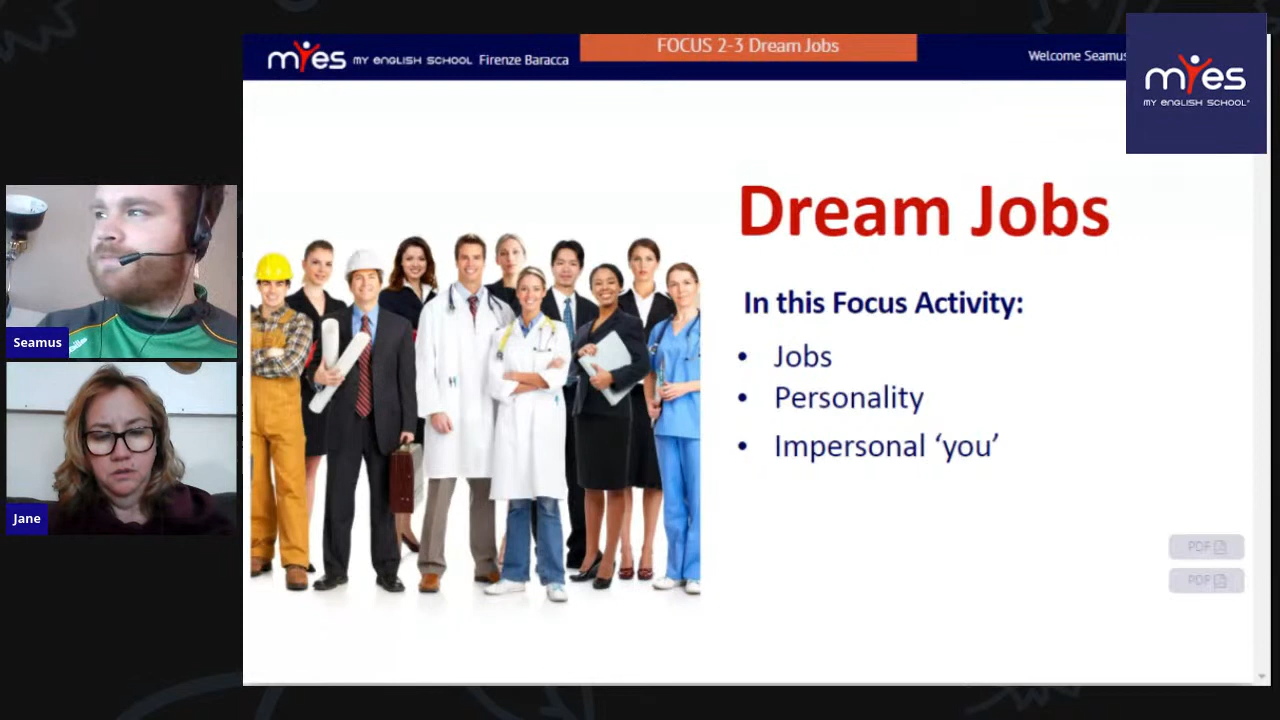 myes MY ENGLISH SCHOOL Firenze Baracca
FOCUS 2-3 Dream Jobs
Welcome Seamus
myes
MY ENGLISH SCHOOL
Dream Jobs
In this Focus Activity:
• Jobs
• Personality
• Impersonal ‘you’
PDF
PDF
Seamus
Jane